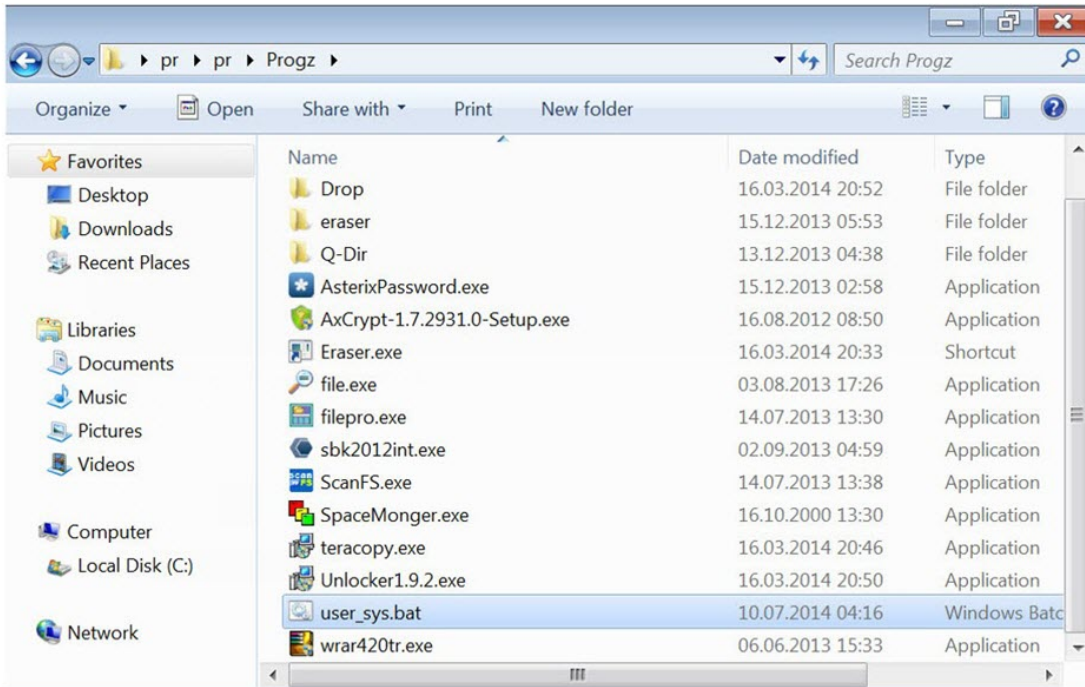 pr pr Progz
Search Progz
Organize Open Share with Print New folder
Favorites
Desktop
Downloads
Recent Places
Libraries
Documents
Music
Pictures
Videos
Computer
Local Disk (C:)
Network
Name Date modified Type
Drop 16.03.2014 20:52 File folder
eraser 15.12.2013 05:53 File folder
Q-Dir 13.12.2013 04:38 File folder
AsterixPassword.exe 15.12.2013 02:58 Application
AxCrypt-1.7.2931.0-Setup.exe 16.08.2012 08:50 Application
Eraser.exe 16.03.2014 20:33 Shortcut
file.exe 03.08.2013 17:26 Application
filepro.exe 14.07.2013 13:30 Application
sbk2012int.exe 02.09.2013 04:59 Application
ScanFS.exe 14.07.2013 13:38 Application
SpaceMonger.exe 16.10.2000 13:30 Application
teracopy.exe 16.03.2014 20:46 Application
Unlocker1.9.2.exe 16.03.2014 20:50 Application
user_sys.bat 10.07.2014 04:16 Windows Batc
wrar420tr.exe 06.06.2013 15:33 Application